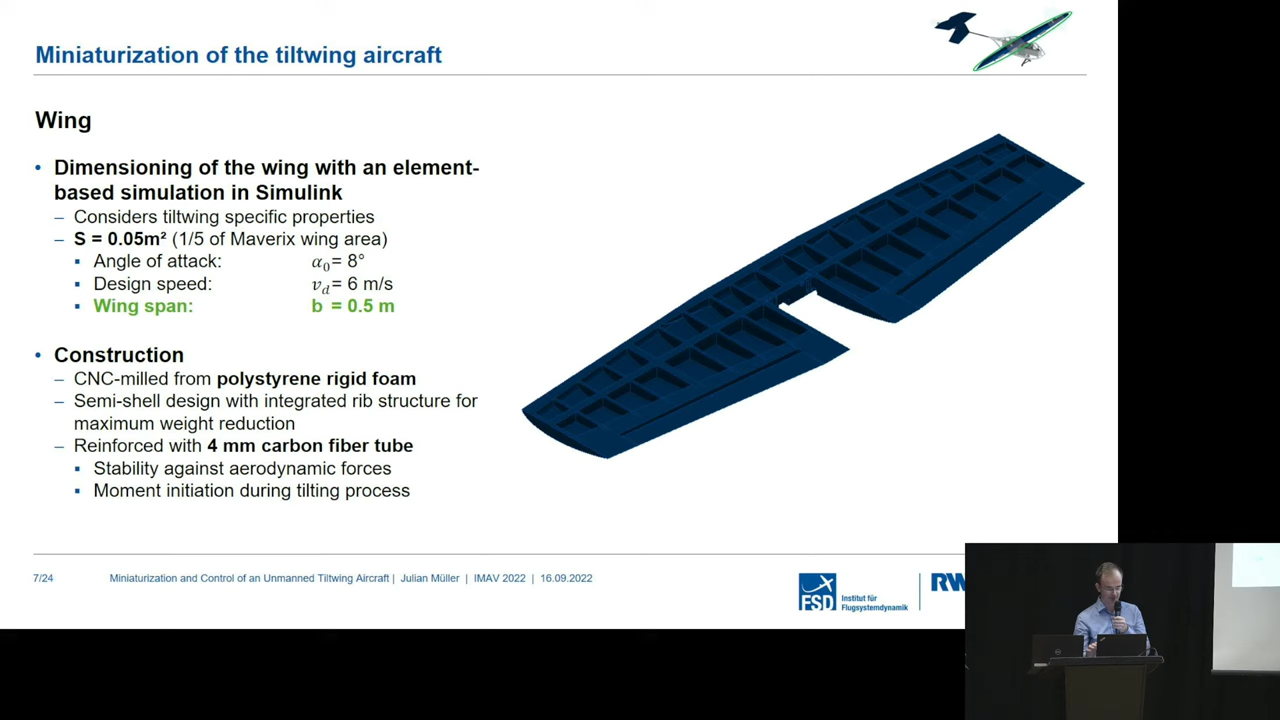 Miniaturization of the tiltwing aircraft
Wing
• Dimensioning of the wing with an element-
based simulation in Simulink
– Considers tiltwing specific properties
– S = 0.05m² (1/5 of Maverix wing area)
▪ Angle of attack: α₀= 8°
▪ Design speed: v_d= 6 m/s
▪ Wing span: b = 0.5 m
• Construction
– CNC-milled from polystyrene rigid foam
– Semi-shell design with integrated rib structure for
maximum weight reduction
– Reinforced with 4 mm carbon fiber tube
▪ Stability against aerodynamic forces
▪ Moment initiation during tilting process
7/24 Miniaturization and Control of an Unmanned Tiltwing Aircraft | Julian Müller | IMAV 2022 | 16.09.2022
FSD
Institut für
Flugsystemdynamik
RW